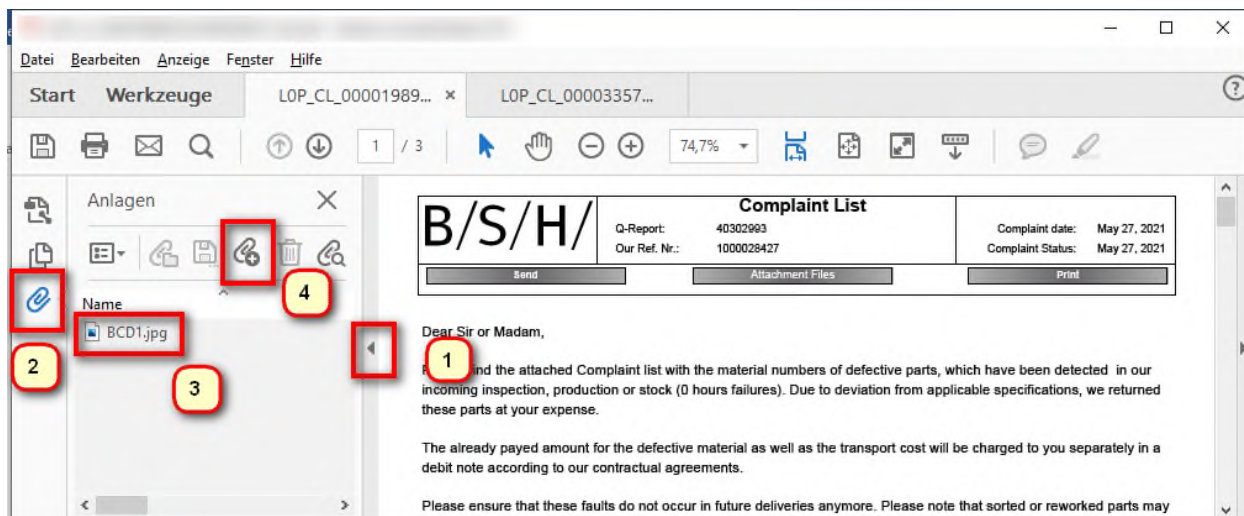 Datei Bearbeiten Anzeige Fenster Hilfe
Start Werkzeuge L0P_CL_00001989... × L0P_CL_00003357...
1 / 3 74,7%
Anlagen
4
Name
BCD1.jpg
2
3
1
B/S/H/
Complaint List
Q-Report: 40302993
Our Ref. Nr.: 1000028427
Complaint date: May 27, 2021
Complaint Status: May 27, 2021
Send Attachment Files Print
Dear Sir or Madam,
find the attached Complaint list with the material numbers of defective parts, which have been detected in our
incoming inspection, production or stock (0 hours failures). Due to deviation from applicable specifications, we returned
these parts at your expense.
The already payed amount for the defective material as well as the transport cost will be charged to you separately in a
debit note according to our contractual agreements.
Please ensure that these faults do not occur in future deliveries anymore. Please note that sorted or reworked parts may